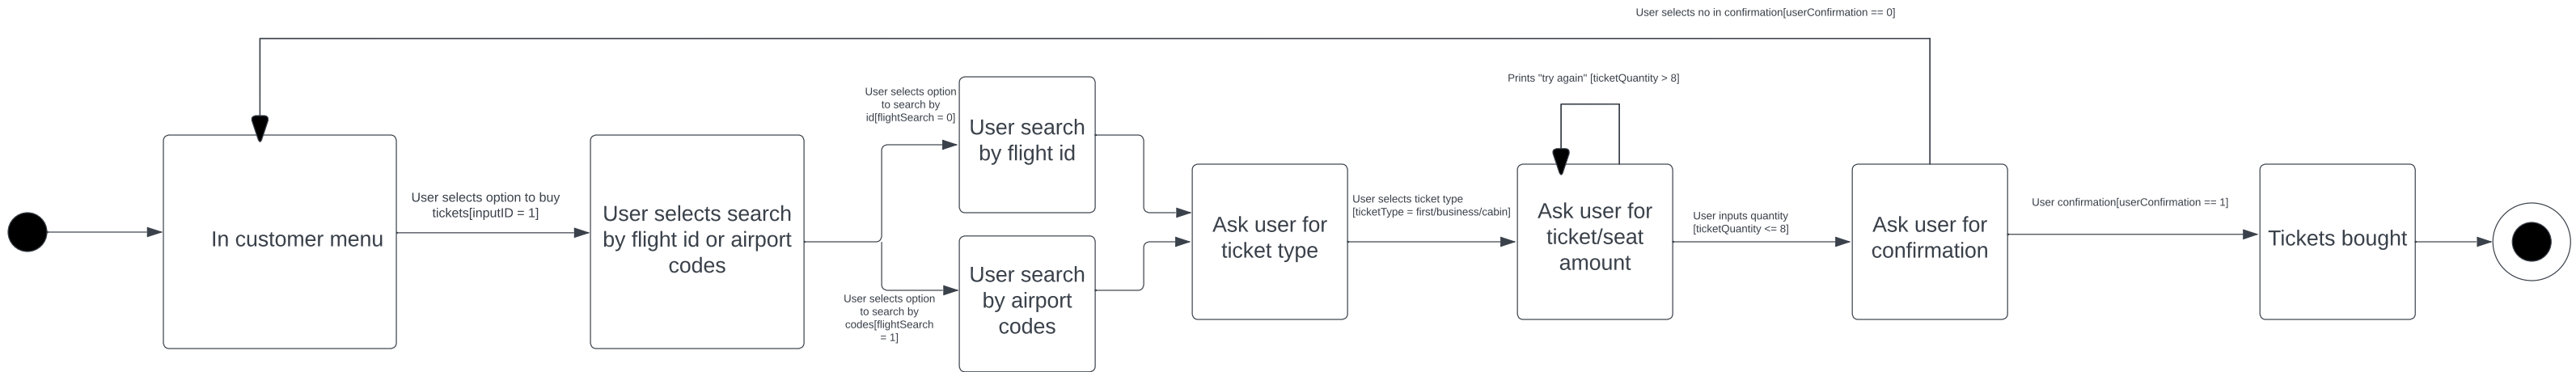 User selects no in confirmation[userConfirmation == 0]
Prints "try again" [ticketQuantity > 8]
In customer menu
User selects option to buy
tickets[inputID = 1]
User selects search
by flight id or airport
codes
User selects option
to search by
id[flightSearch = 0]
User search
by flight id
User selects option
to search by
codes[flightSearch
= 1]
User search
by airport
codes
Ask user for
ticket type
User selects ticket type
[ticketType = first/business/cabin]
Ask user for
ticket/seat
amount
User inputs quantity
[ticketQuantity <= 8]
Ask user for
confirmation
User confirmation[userConfirmation == 1]
Tickets bought